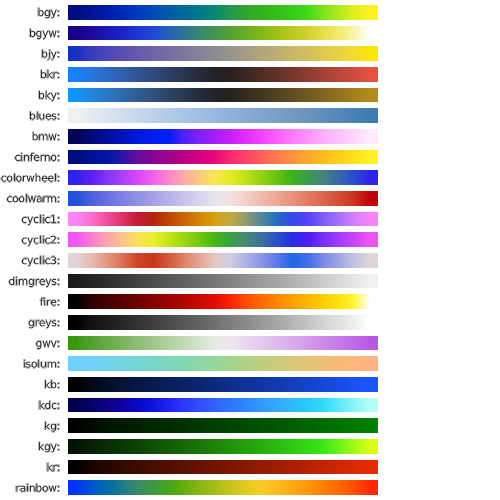 bgy:
bgyw:
bjy:
bkr:
bky:
blues:
bmw:
cinferno:
colorwheel:
coolwarm:
cyclic1:
cyclic2:
cyclic3:
dimgreys:
fire:
greys:
gwv:
isolum:
kb:
kdc:
kg:
kgy:
kr:
rainbow: